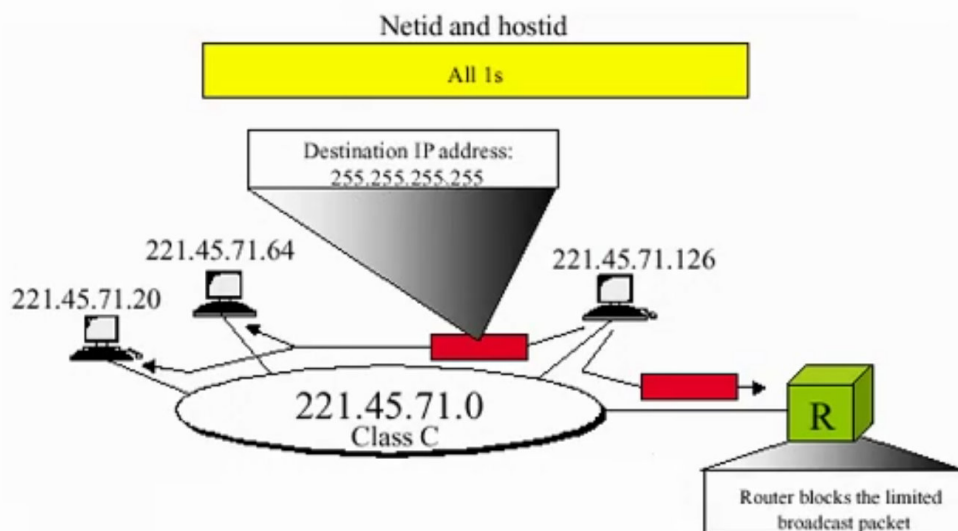 Netid and hostid
All 1s
Destination IP address:
255.255.255.255
221.45.71.64
221.45.71.126
221.45.71.20
221.45.71.0
Class C
R
Router blocks the limited
broadcast packet